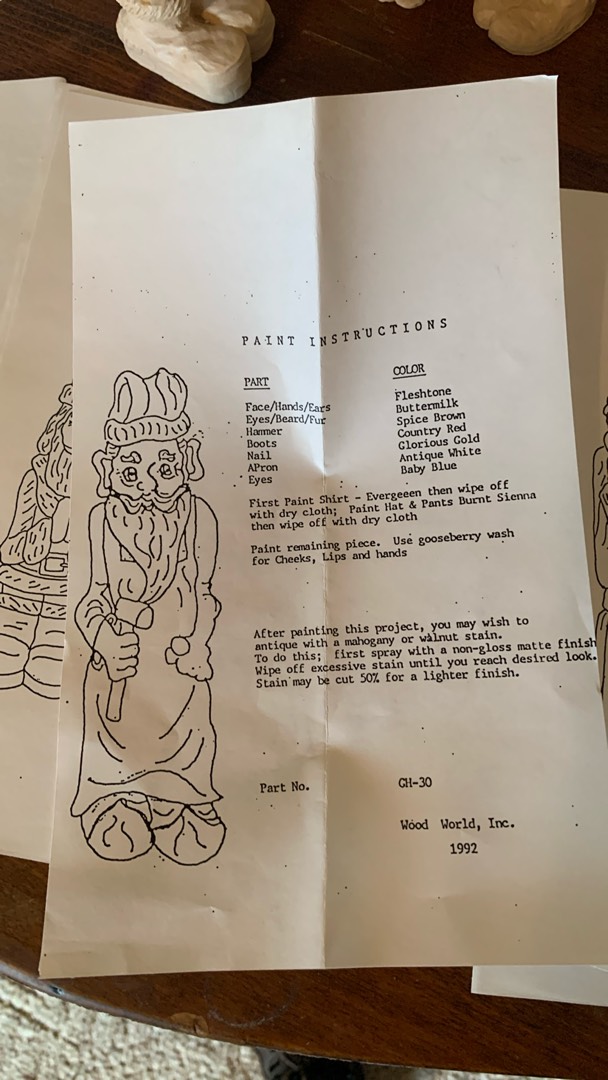 PAINT INSTRUCTIONS
PART COLOR
Face/Hands/Ears Fleshtone
Eyes/Beard/Fur Buttermilk
Hammer Spice Brown
Boots Country Red
Nail Glorious Gold
APron Antique White
Eyes Baby Blue
First Paint Shirt - Evergeeen then wipe off
with dry cloth; Paint Hat & Pants Burnt Sienna
then wipe off with dry cloth
Paint remaining piece. Use gooseberry wash
for Cheeks, Lips and hands
After painting this project, you may wish to
antique with a mahogany or walnut stain.
To do this; first spray with a non-gloss matte finish
Wipe off excessive stain until you reach desired look.
Stain may be cut 50% for a lighter finish.
Part No. GH-30
Wood World, Inc.
1992